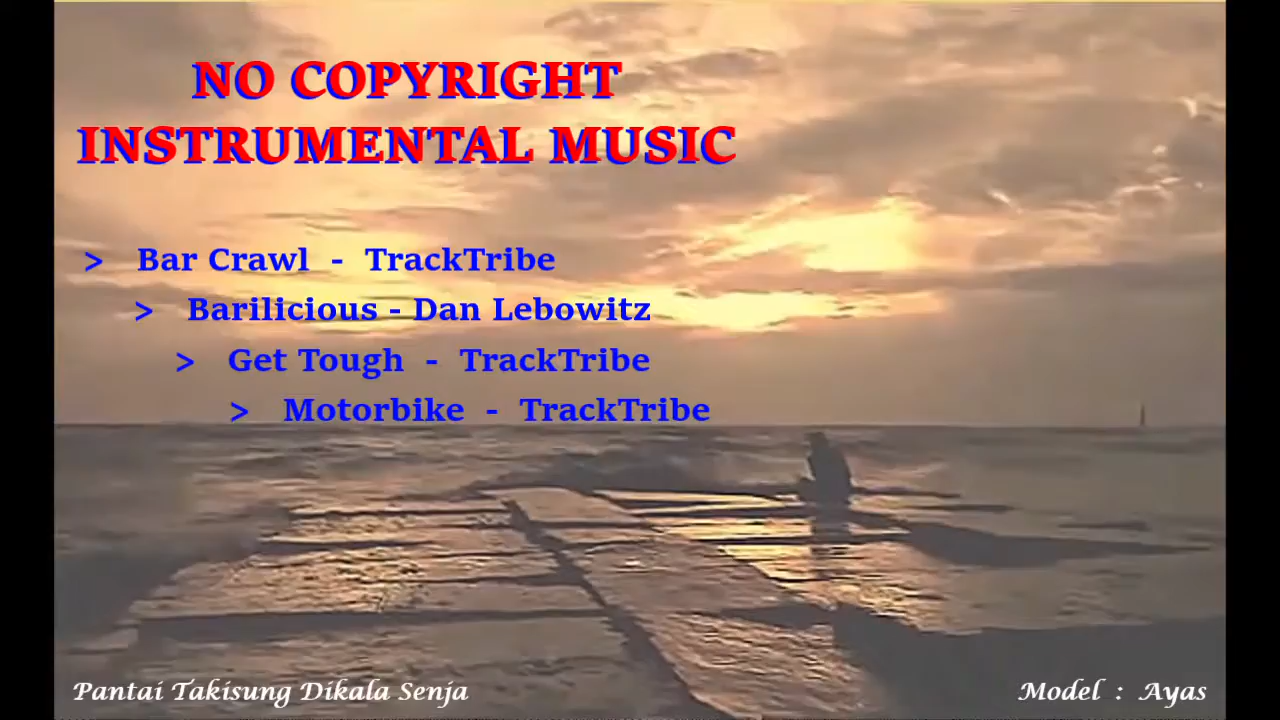 NO COPYRIGHT
INSTRUMENTAL MUSIC
> Bar Crawl - TrackTribe
> Barilicious - Dan Lebowitz
> Get Tough - TrackTribe
> Motorbike - TrackTribe
Pantai Takisung Dikala Senja
Model : Ayas